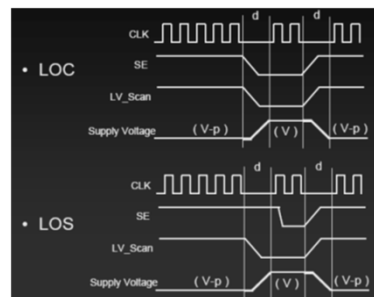 d d
CLK
SE
• LOC
LV_Scan
Supply Voltage (V-p) (V) (V-p)
d d
CLK
SE
• LOS
LV_Scan
Supply Voltage (V-p) (V) (V-p)